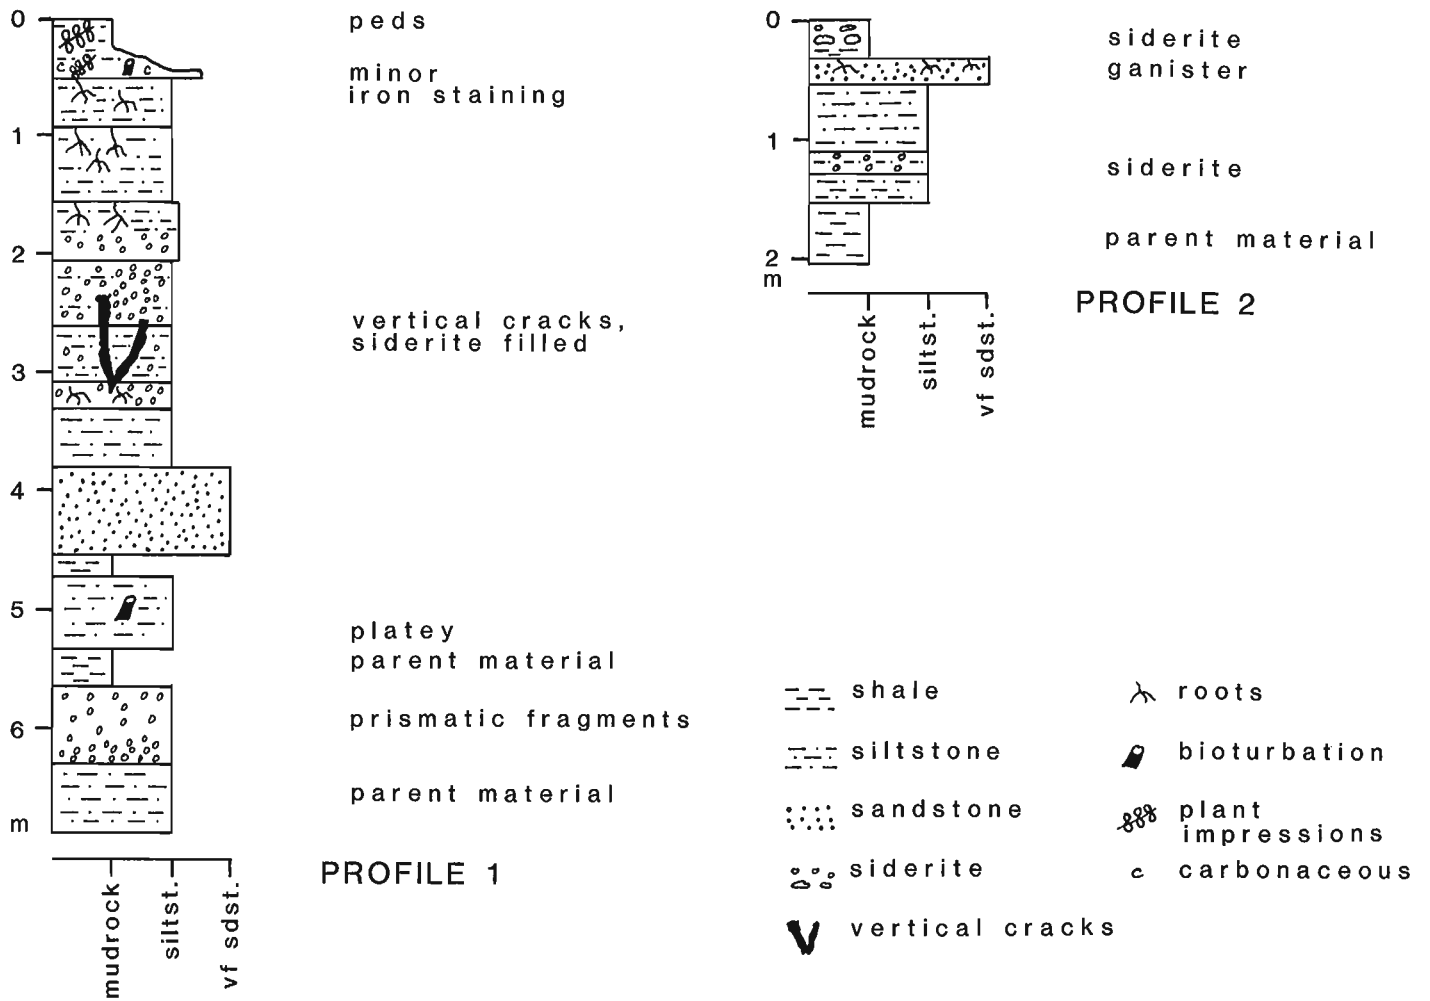 0
peds
minor
iron staining
1
2
vertical cracks,
siderite filled
3
4
5
platey
parent material
prismatic fragments
6
parent material
m
mudrock
siltst.
vf sdst.
PROFILE 1
0
siderite
ganister
1
siderite
parent material
2
m
mudrock
siltst.
vf sdst.
PROFILE 2
shale
siltstone
sandstone
siderite
vertical cracks
roots
bioturbation
plant
impressions
c carbonaceous
c
c